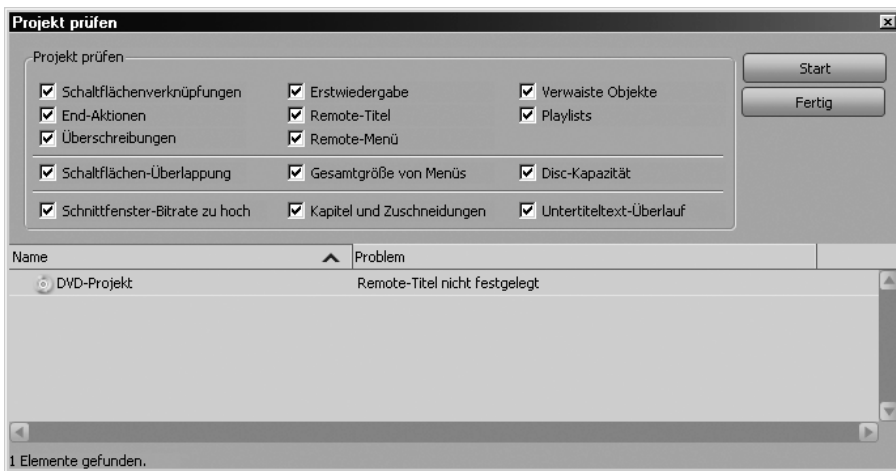 Projekt prüfen
Projekt prüfen
Schaltflächenverknüpfungen Erstwiedergabe Verwaiste Objekte
End-Aktionen Remote-Titel Playlists
Überschreibungen Remote-Menü
Schaltflächen-Überlappung Gesamtgröße von Menüs Disc-Kapazität
Schnittfenster-Bitrate zu hoch Kapitel und Zuschneidungen Untertiteltext-Überlauf
Start
Fertig
Name Problem
DVD-Projekt Remote-Titel nicht festgelegt
1 Elemente gefunden.